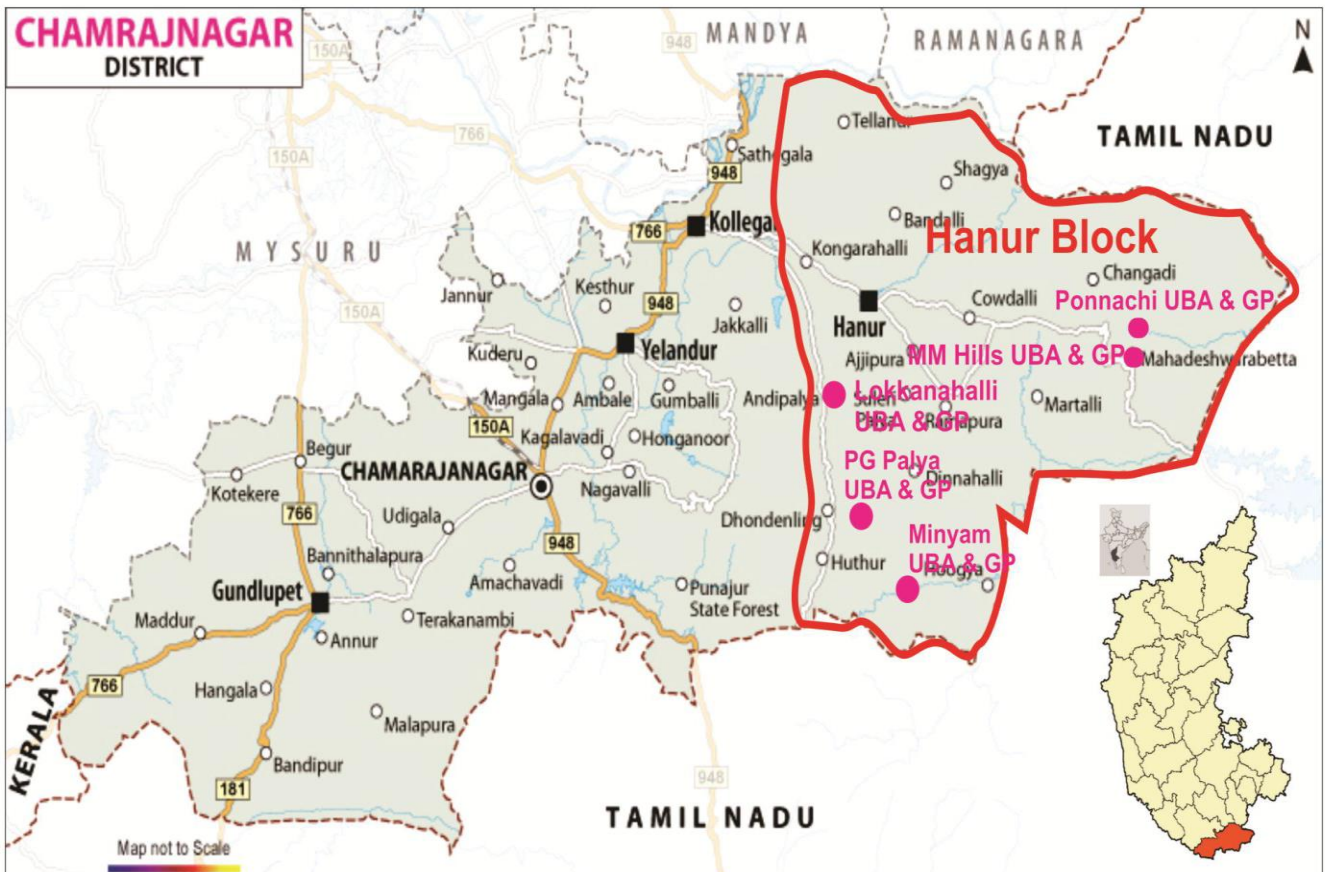 CHAMRAJNAGAR
DISTRICT
150A
948
MANDYA
RAMANAGARA
N
TAMIL NADU
766
150A
Sathegala
948
Tellanur
Shagya
Bandalli
Hanur Block
MYSURU
766
Kollegal
Kongarahalli
Changadi
Jannur
Kesthur
948
Jakkalli
Hanur
Cowdalli
Ponnachi UBA & GP
150A
Kuderu
Yelandur
Ajjipura
MM Hills UBA & GP
Mahadeshwarabetta
Mangala
Ambale
Gumballi
Andipalya
Lokkanahalli
UBA & GP
Suleri
Palya
Ramapura
Martalli
150A
Kagalavadi
Honganoor
Begur
CHAMARAJANAGAR
Nagavalli
PG Palya
UBA & GP
Dinnahalli
Kotekere
766
Udigala
948
Dhondenling
Minyam
UBA & GP
Bannithalapura
Amachavadi
Huthur
Hoogya
Gundlupet
Punajur
State Forest
Maddur
Terakanambi
Annur
766
Hangala
KERALA
Malapura
Bandipur
181
948
TAMIL NADU
Map not to Scale